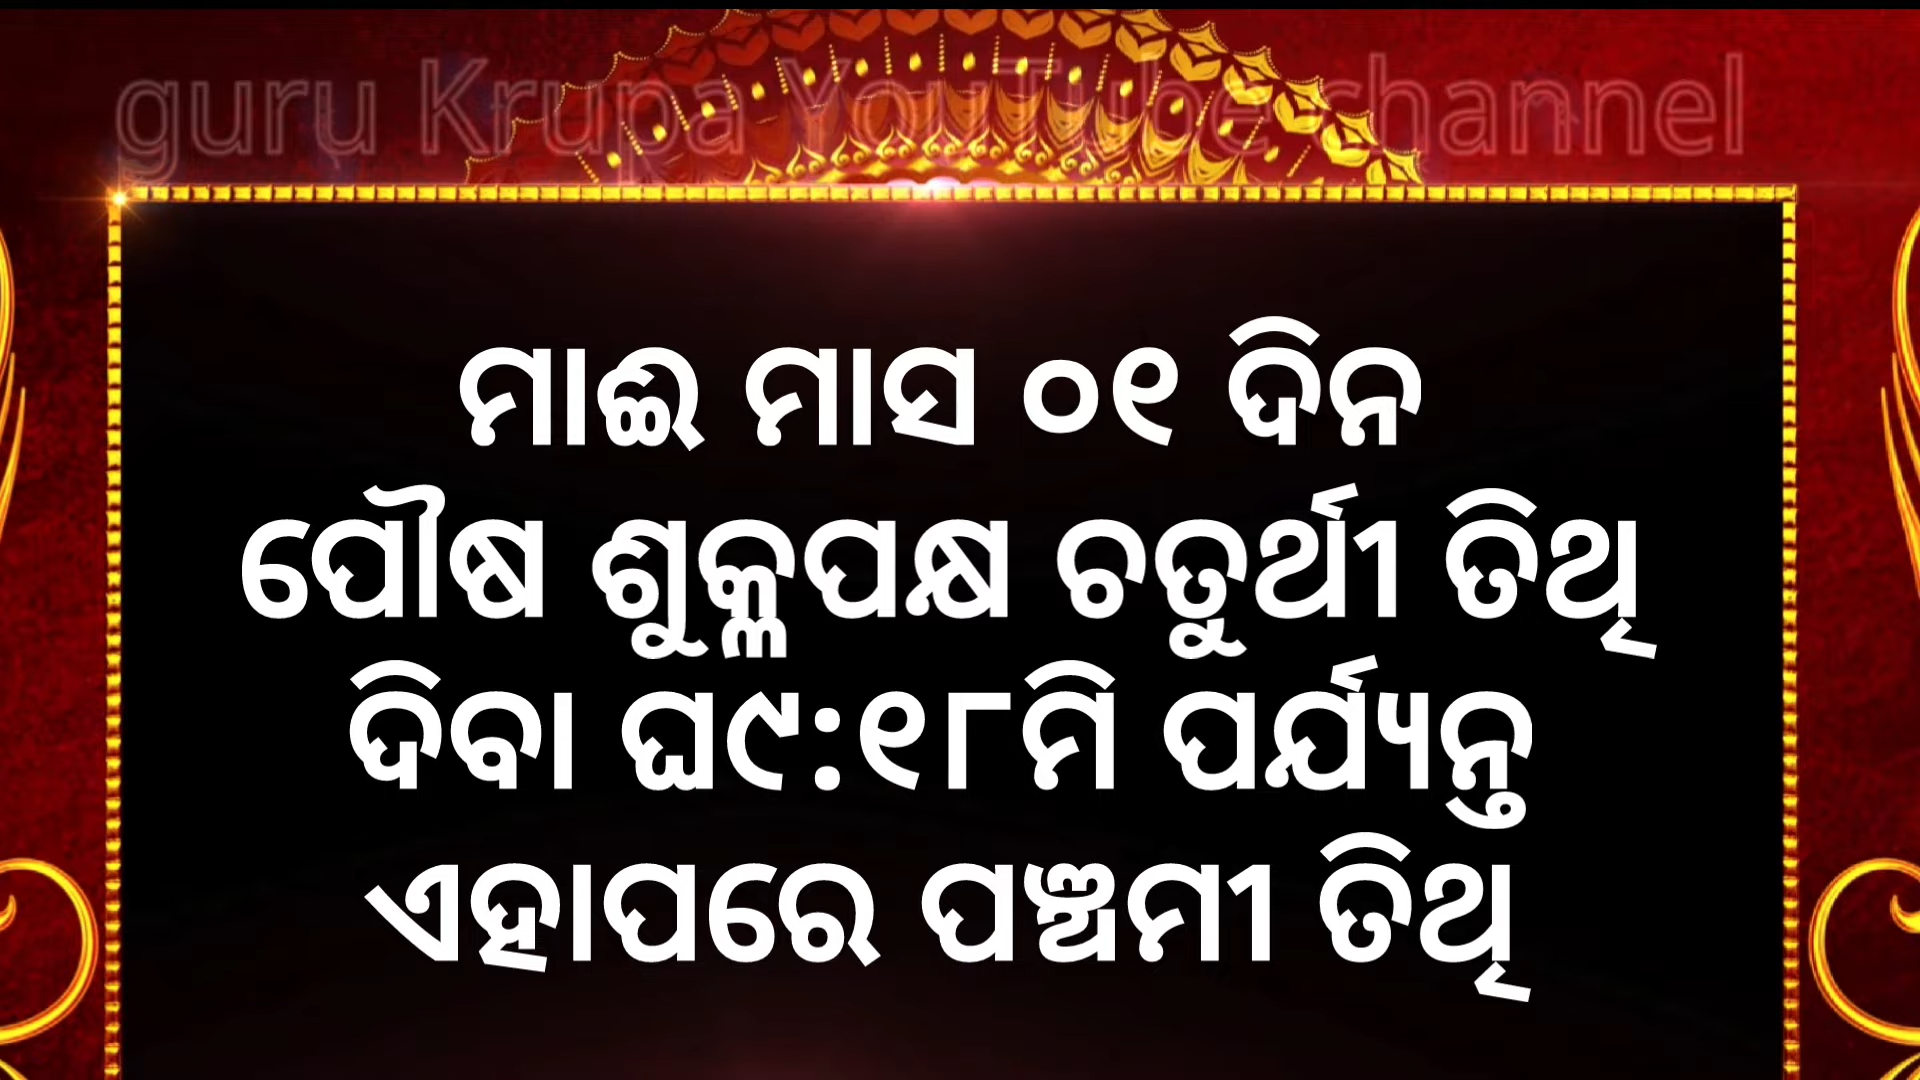 guru Krupa YouTube channel
ମାଈ ମାସ ୦୧ ଦିନ
ପୌଷ ଶୁକ୍ଳପକ୍ଷ ଚତୁର୍ଥୀ ତିଥି
ଦିବା ଘ୯:୧୮ମି ପର୍ଯ୍ୟନ୍ତ
ଏହାପରେ ପଞ୍ଚମୀ ତିଥି